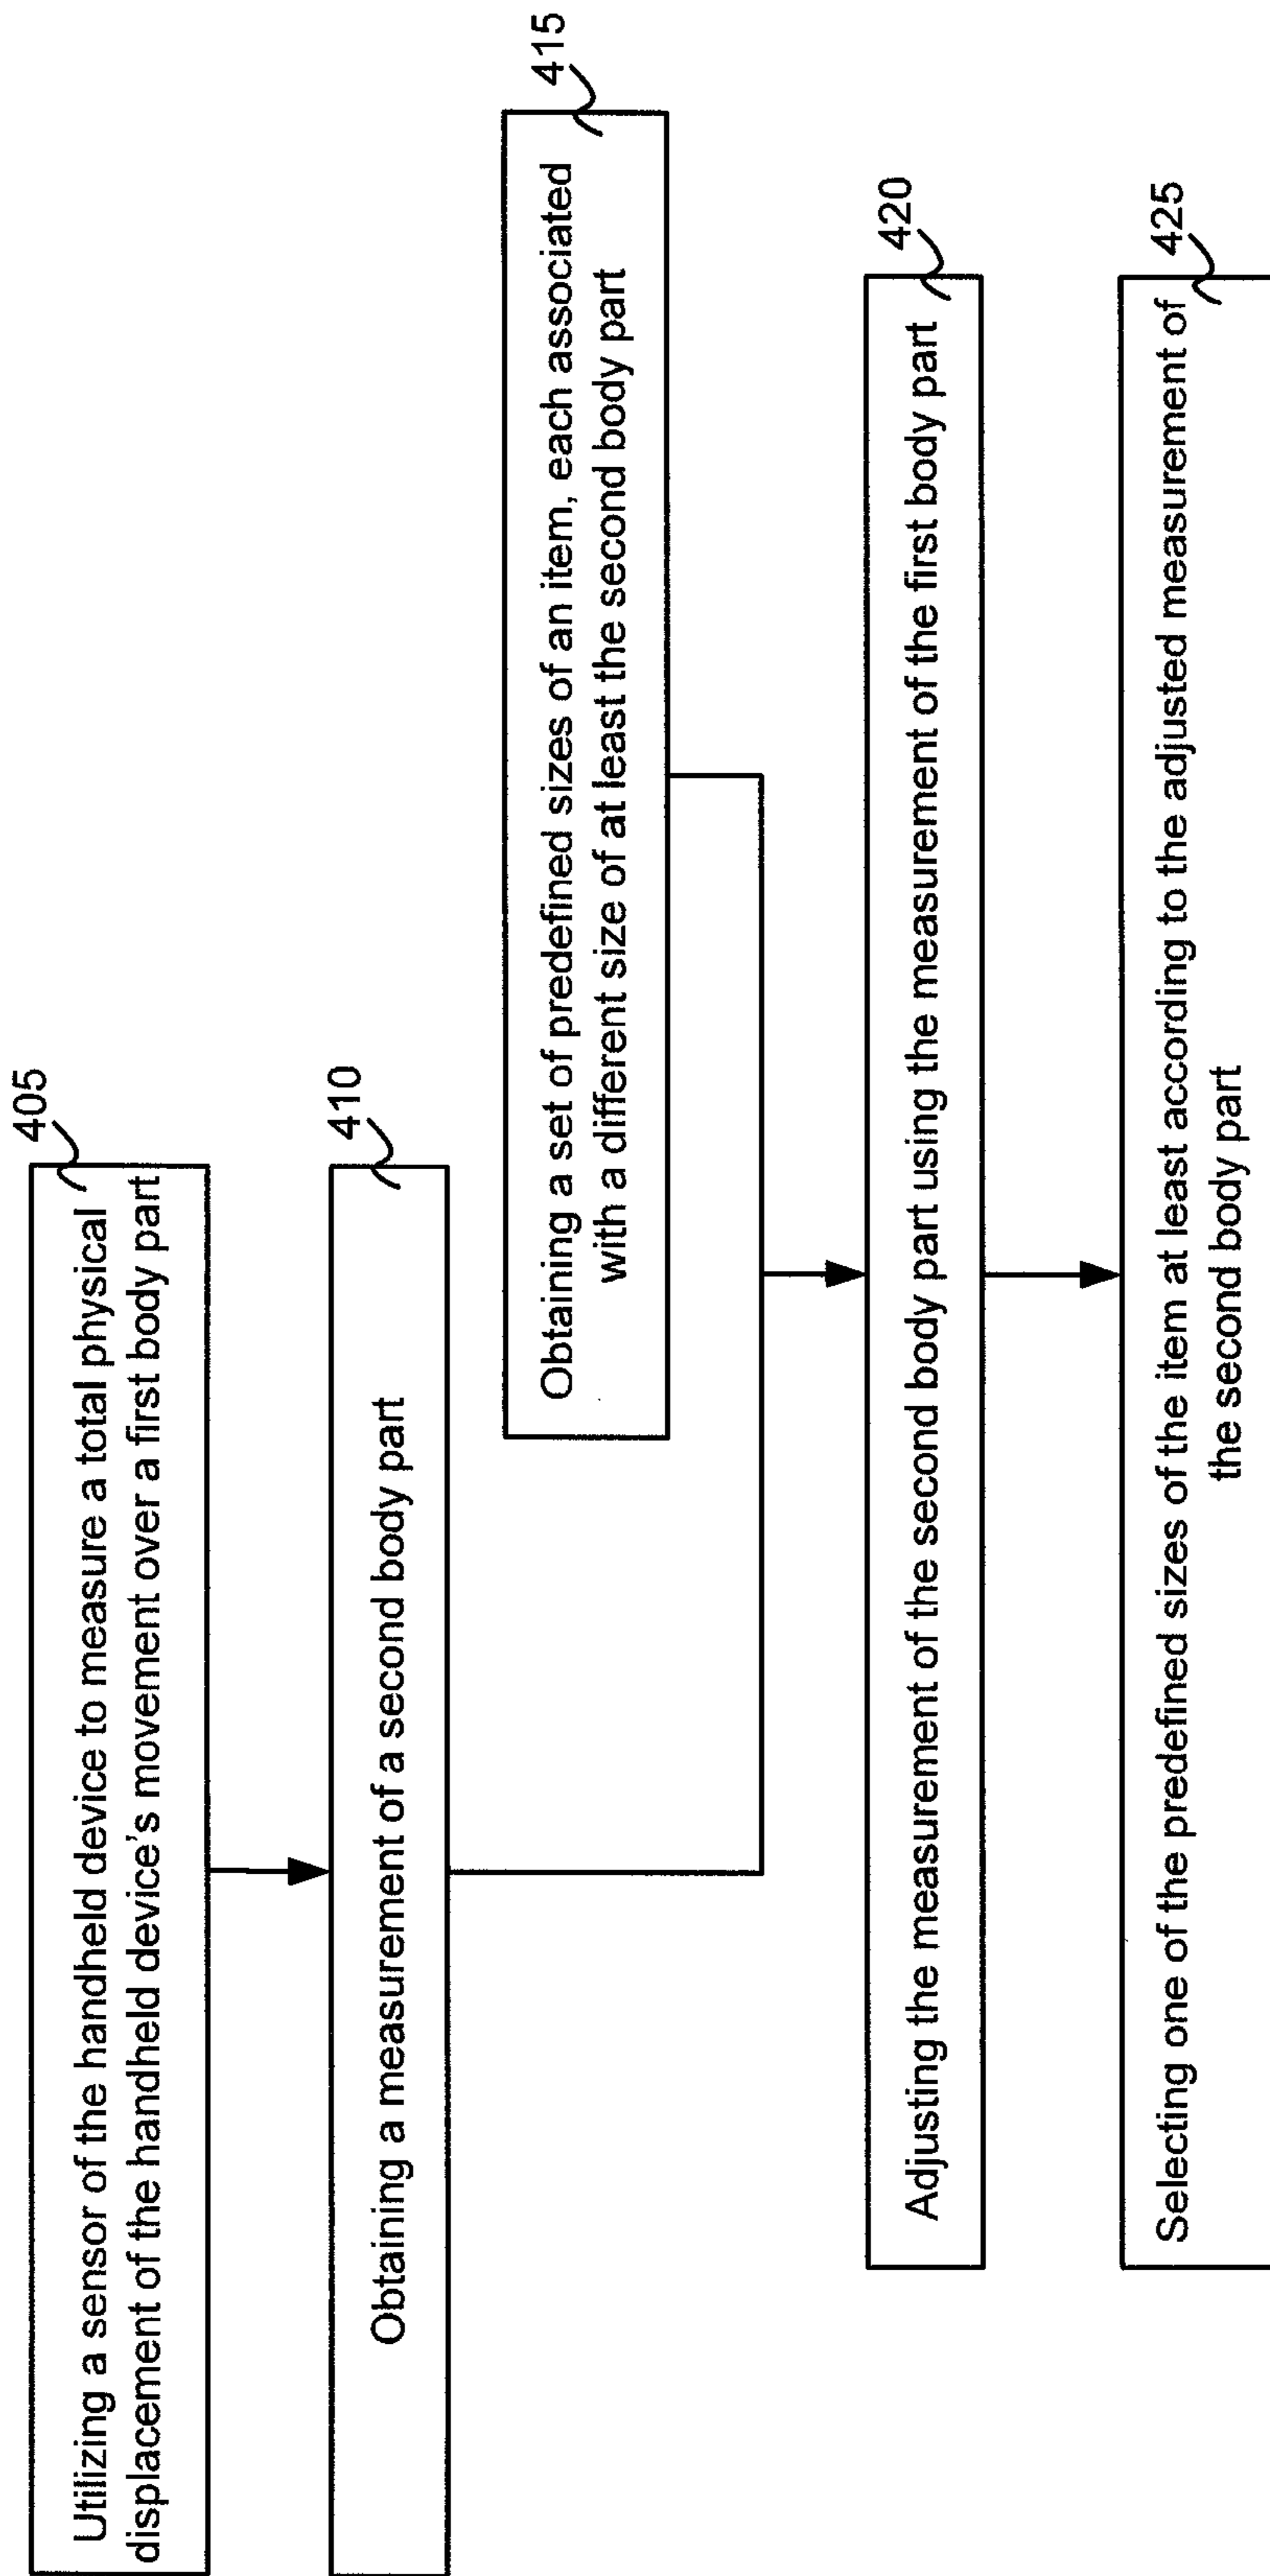 405
Utilizing a sensor of the handheld device to measure a total physical
displacement of the handheld device's movement over a first body part
410
Obtaining a measurement of a second body part
415
Obtaining a set of predefined sizes of an item, each associated
with a different size of at least the second body part
420
Adjusting the measurement of the second body part using the measurement of the first body part
425
Selecting one of the predefined sizes of the item at least according to the adjusted measurement of
the second body part